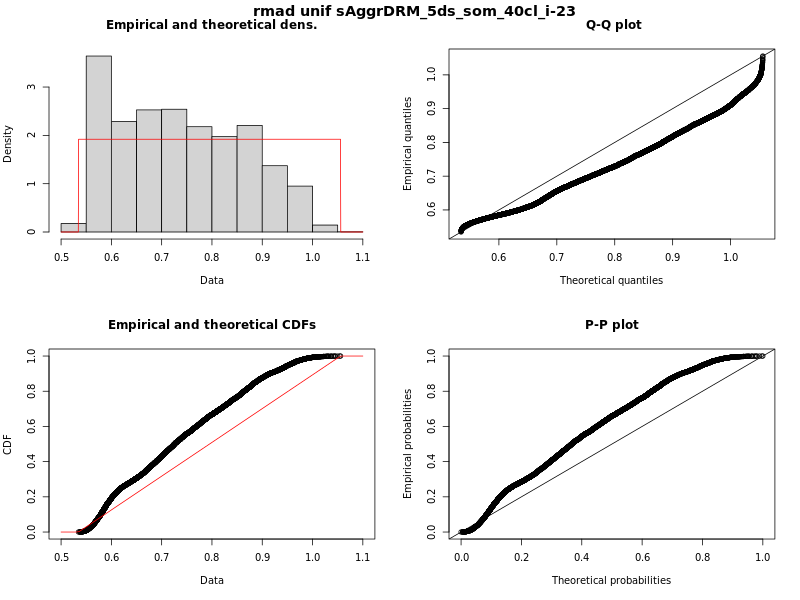 rmad unif sAggrDRM_5ds_som_40cl_i-23
Empirical and theoretical dens.
Density
0 1 2 3
0.5 0.6 0.7 0.8 0.9 1.0 1.1
Data
Q-Q plot
Empirical quantiles
0.6 0.7 0.8 0.9 1.0
0.6 0.7 0.8 0.9 1.0
Theoretical quantiles
Empirical and theoretical CDFs
CDF
0.0 0.2 0.4 0.6 0.8 1.0
0.5 0.6 0.7 0.8 0.9 1.0 1.1
Data
P-P plot
Empirical probabilities
0.0 0.2 0.4 0.6 0.8 1.0
0.0 0.2 0.4 0.6 0.8 1.0
Theoretical probabilities